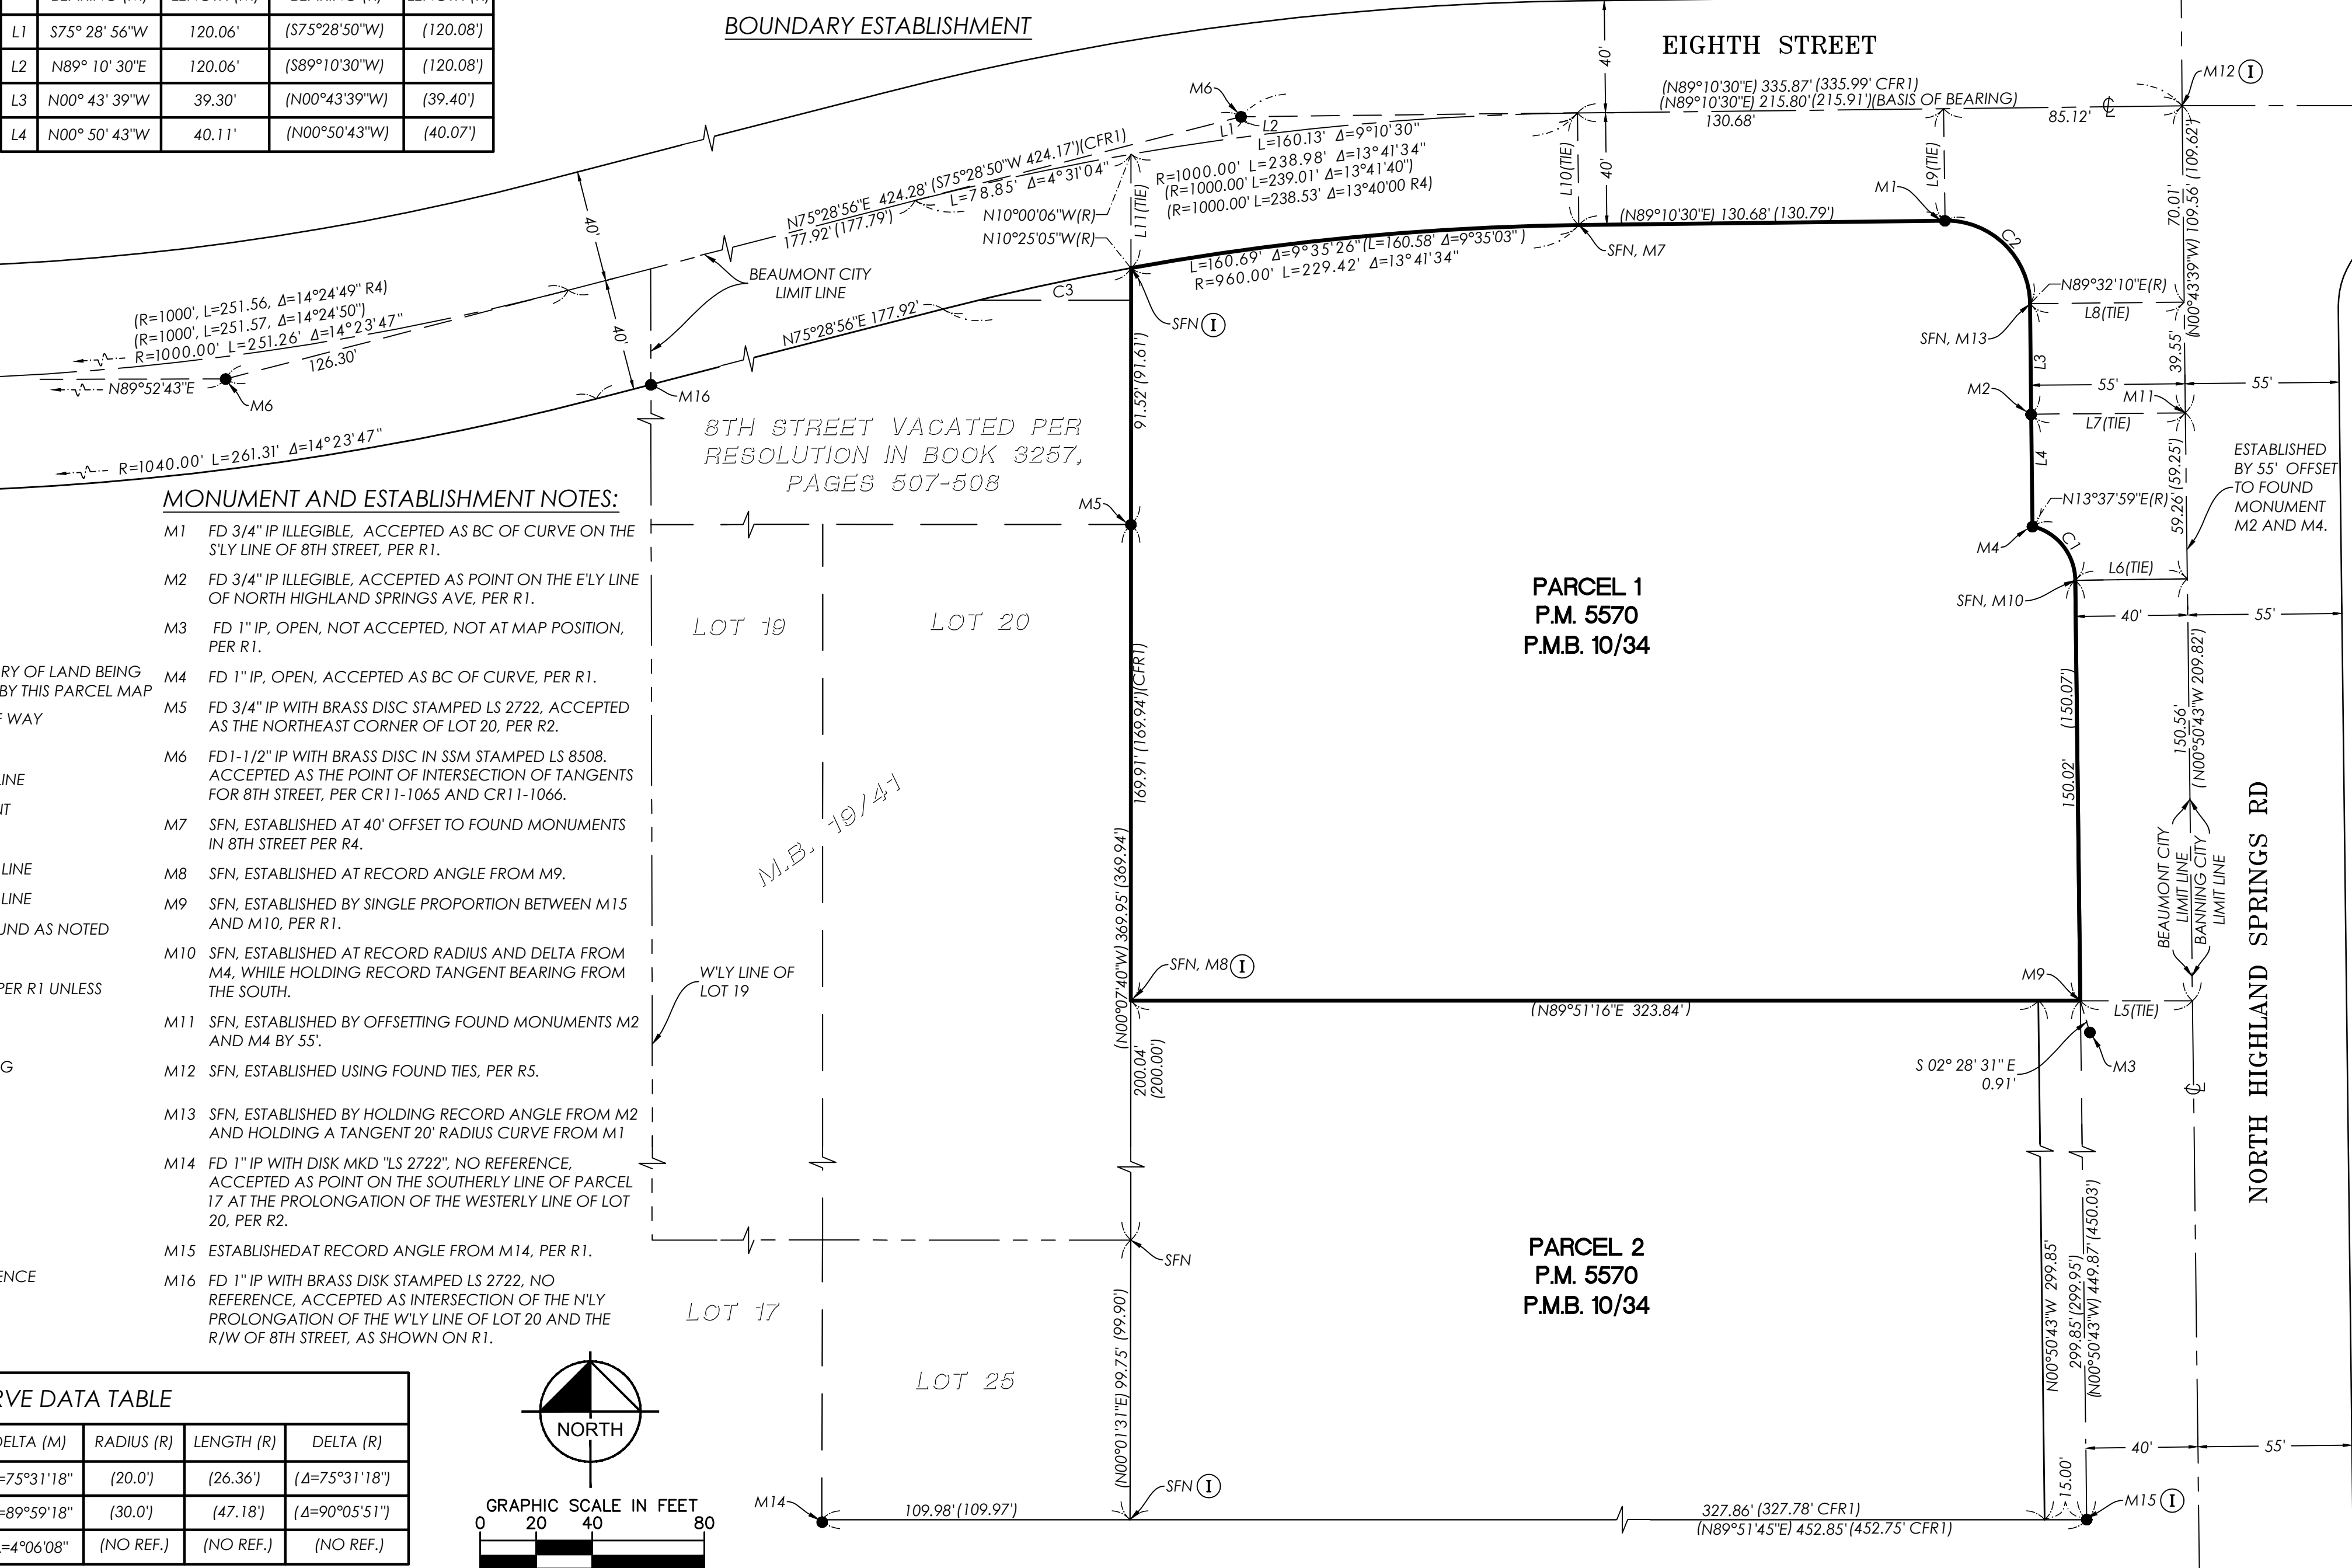 BOUNDARY ESTABLISHMENT
L1 S75° 28' 56"W 120.06' (S75°28'50"W) (120.08')
L2 N89° 10' 30"E 120.06' (S89°10'30"W) (120.08')
L3 N00° 43' 39"W 39.30' (N00°43'39"W) (39.40')
L4 N00° 50' 43"W 40.11' (N00°50'43"W) (40.07')
EIGHTH STREET
40'
(N89°10'30"E) 335.87' (335.99' CFR1)
(N89°10'30"E) 215.80' (215.91')(BASIS OF BEARING)
130.68'
85.12'
M12 I
M6
L1
L2
L=160.13' Δ=9°10'30"
R=1000.00' L=238.98' Δ=13°41'34"
(R=1000.00' L=239.01' Δ=13°41'40")
(R=1000.00' L=238.53' Δ=13°40'00 R4)
N75°28'56"E 424.28' (S75°28'50"W 424.17')(CFR1)
177.92' (177.79')
L=78.85' Δ=4°31'04"
N10°00'06"W(R)
N10°25'05"W(R)
L11(TIE)
L10(TIE)
40'
L9(TIE)
M1
(N89°10'30"E) 130.68' (130.79')
SFN, M7
L=160.69' Δ=9°35'26" (L=160.58' Δ=9°35'03")
R=960.00' L=229.42' Δ=13°41'34"
C2
70.01'
(N00°43'39"W) 109.56' (109.62')
N89°32'10"E(R)
L8(TIE)
SFN, M13
39.55'
L3
55'
55'
M2
M11
L7(TIE)
40'
40'
BEAUMONT CITY
LIMIT LINE
C3
SFN I
N75°28'56"E 177.92'
(R=1000', L=251.56, Δ=14°24'49" R4)
(R=1000', L=251.57, Δ=14°24'50")
R=1000.00' L=251.26' Δ=14°23'47"
126.30'
N89°52'43"E
M6
M16
R=1040.00' L=261.31' Δ=14°23'47"
8TH STREET VACATED PER
RESOLUTION IN BOOK 3257,
PAGES 507-508
91.52' (91.61')
M5
L4
59.26' (59.25')
ESTABLISHED
BY 55' OFFSET
TO FOUND
MONUMENT
M2 AND M4.
N13°37'59"E(R)
M4
C1
L6(TIE)
SFN, M10
40'
55'
MONUMENT AND ESTABLISHMENT NOTES:
M1 FD 3/4" IP ILLEGIBLE, ACCEPTED AS BC OF CURVE ON THE
S'LY LINE OF 8TH STREET, PER R1.
M2 FD 3/4" IP ILLEGIBLE, ACCEPTED AS POINT ON THE E'LY LINE
OF NORTH HIGHLAND SPRINGS AVE, PER R1.
M3 FD 1" IP, OPEN, NOT ACCEPTED, NOT AT MAP POSITION,
PER R1.
M4 FD 1" IP, OPEN, ACCEPTED AS BC OF CURVE, PER R1.
M5 FD 3/4" IP WITH BRASS DISC STAMPED LS 2722, ACCEPTED
AS THE NORTHEAST CORNER OF LOT 20, PER R2.
M6 FD1-1/2" IP WITH BRASS DISC IN SSM STAMPED LS 8508.
ACCEPTED AS THE POINT OF INTERSECTION OF TANGENTS
FOR 8TH STREET, PER CR11-1065 AND CR11-1066.
M7 SFN, ESTABLISHED AT 40' OFFSET TO FOUND MONUMENTS
IN 8TH STREET PER R4.
M8 SFN, ESTABLISHED AT RECORD ANGLE FROM M9.
M9 SFN, ESTABLISHED BY SINGLE PROPORTION BETWEEN M15
AND M10, PER R1.
M10 SFN, ESTABLISHED AT RECORD RADIUS AND DELTA FROM
M4, WHILE HOLDING RECORD TANGENT BEARING FROM
THE SOUTH.
M11 SFN, ESTABLISHED BY OFFSETTING FOUND MONUMENTS M2
AND M4 BY 55'.
M12 SFN, ESTABLISHED USING FOUND TIES, PER R5.
M13 SFN, ESTABLISHED BY HOLDING RECORD ANGLE FROM M2
AND HOLDING A TANGENT 20' RADIUS CURVE FROM M1
M14 FD 1" IP WITH DISK MKD "LS 2722", NO REFERENCE,
ACCEPTED AS POINT ON THE SOUTHERLY LINE OF PARCEL
17 AT THE PROLONGATION OF THE WESTERLY LINE OF LOT
20, PER R2.
M15 ESTABLISHEDAT RECORD ANGLE FROM M14, PER R1.
M16 FD 1" IP WITH BRASS DISK STAMPED LS 2722, NO
REFERENCE, ACCEPTED AS INTERSECTION OF THE N'LY
PROLONGATION OF THE W'LY LINE OF LOT 20 AND THE
R/W OF 8TH STREET, AS SHOWN ON R1.
RY OF LAND BEING
BY THIS PARCEL MAP
WAY
LINE
LINE
LINE
UND AS NOTED
PER R1 UNLESS
G
ENCE
LOT 19
LOT 20
M.B. 19/41
W'LY LINE OF
LOT 19
LOT 17
LOT 25
PARCEL 1
P.M. 5570
P.M.B. 10/34
169.91' (169.94')(CFR1)
(N00°07'40"W) 369.95' (369.94')
200.04'
(200.00')
SFN, M8 I
(N89°51'16"E 323.84')
(150.07')
150.02'
150.56'
(N00°50'43"W 209.82')
BEAUMONT CITY
LIMIT LINE
BANNING CITY
LIMIT LINE
NORTH HIGHLAND SPRINGS RD
M9
L5(TIE)
S 02° 28' 31" E
0.91'
M3
SFN
PARCEL 2
P.M. 5570
P.M.B. 10/34
N00°50'43"W 299.85'
299.85' (299.95')
(N00°50'43"W) 449.87' (450.03')
(N00°01'31"E) 99.75' (99.90')
SFN I
40'
55'
15.00'
M15 I
M14
109.98' (109.97')
327.86' (327.78' CFR1)
(N89°51'45"E) 452.85' (452.75' CFR1)
RVE DATA TABLE
DELTA (M) RADIUS (R) LENGTH (R) DELTA (R)
=75°31'18" (20.0') (26.36') (Δ=75°31'18")
=89°59'18" (30.0') (47.18') (Δ=90°05'51")
=4°06'08" (NO REF.) (NO REF.) (NO REF.)
NORTH
GRAPHIC SCALE IN FEET
0 20 40 80